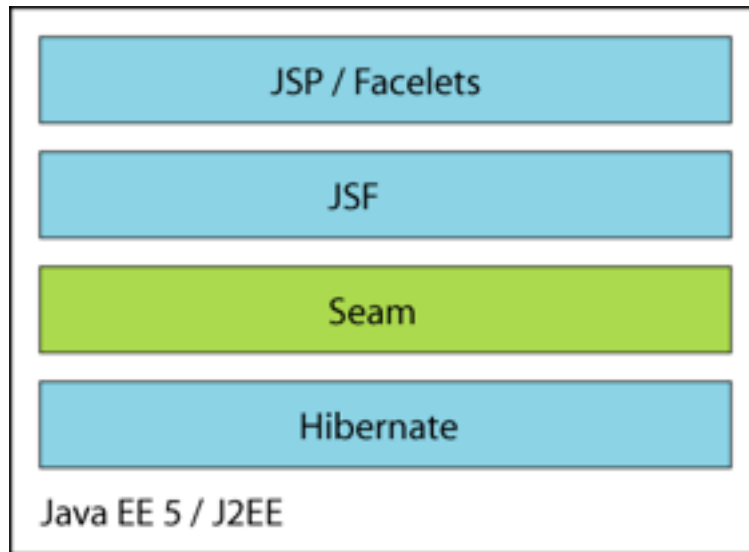 JSP / Facelets
JSF
Seam
Hibernate
Java EE 5 / J2EE